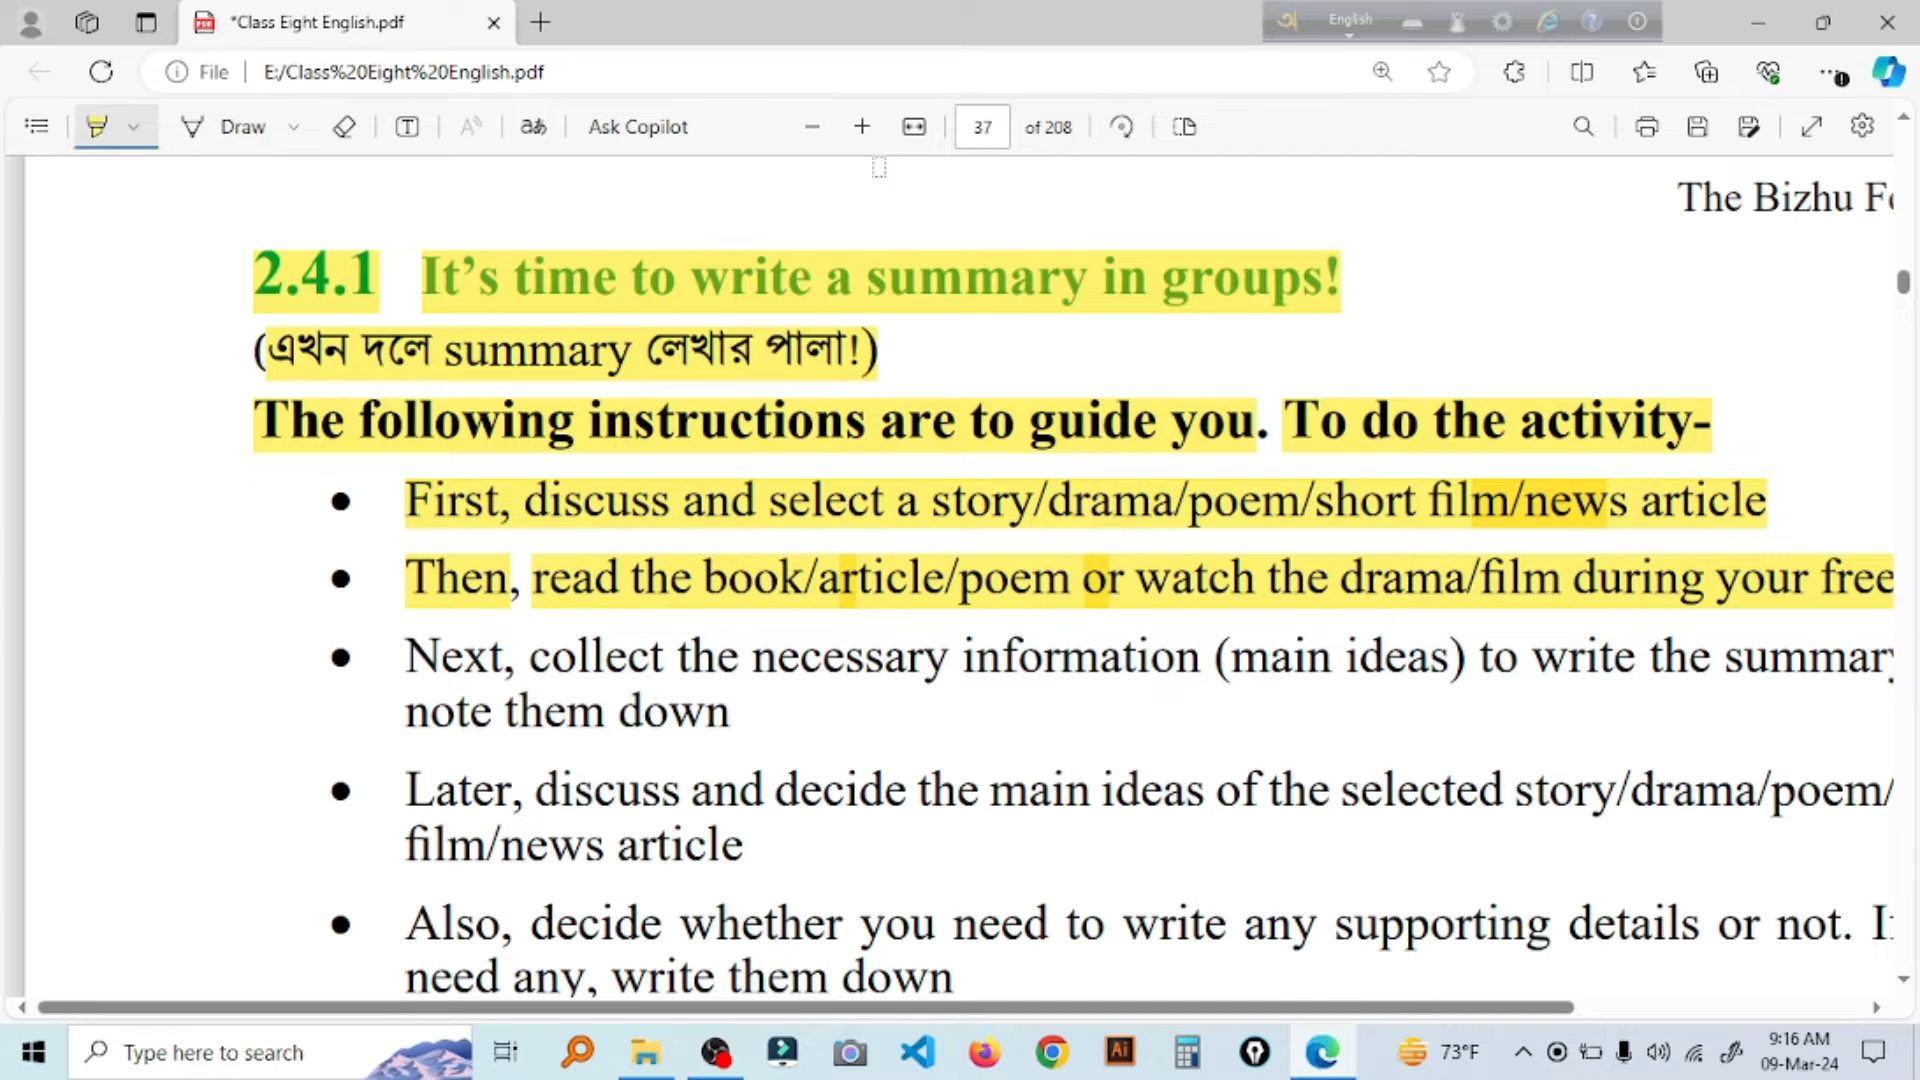 *Class Eight English.pdf
English
File
E:/Class%20Eight%20English.pdf
Draw
Ask Copilot
37 of 208
The Bizhu
2.4.1 It's time to write a summary in groups!
(এখন দলে summary লেখার পালা!)
The following instructions are to guide you. To do the activity-
● First, discuss and select a story/drama/poem/short film/news article
● Then, read the book/article/poem or watch the drama/film during your free
● Next, collect the necessary information (main ideas) to write the summary
note them down
● Later, discuss and decide the main ideas of the selected story/drama/poem/
film/news article
● Also, decide whether you need to write any supporting details or not.
need any, write them down
Type here to search
Ai
73°F
9:16 AM
09-Mar-24